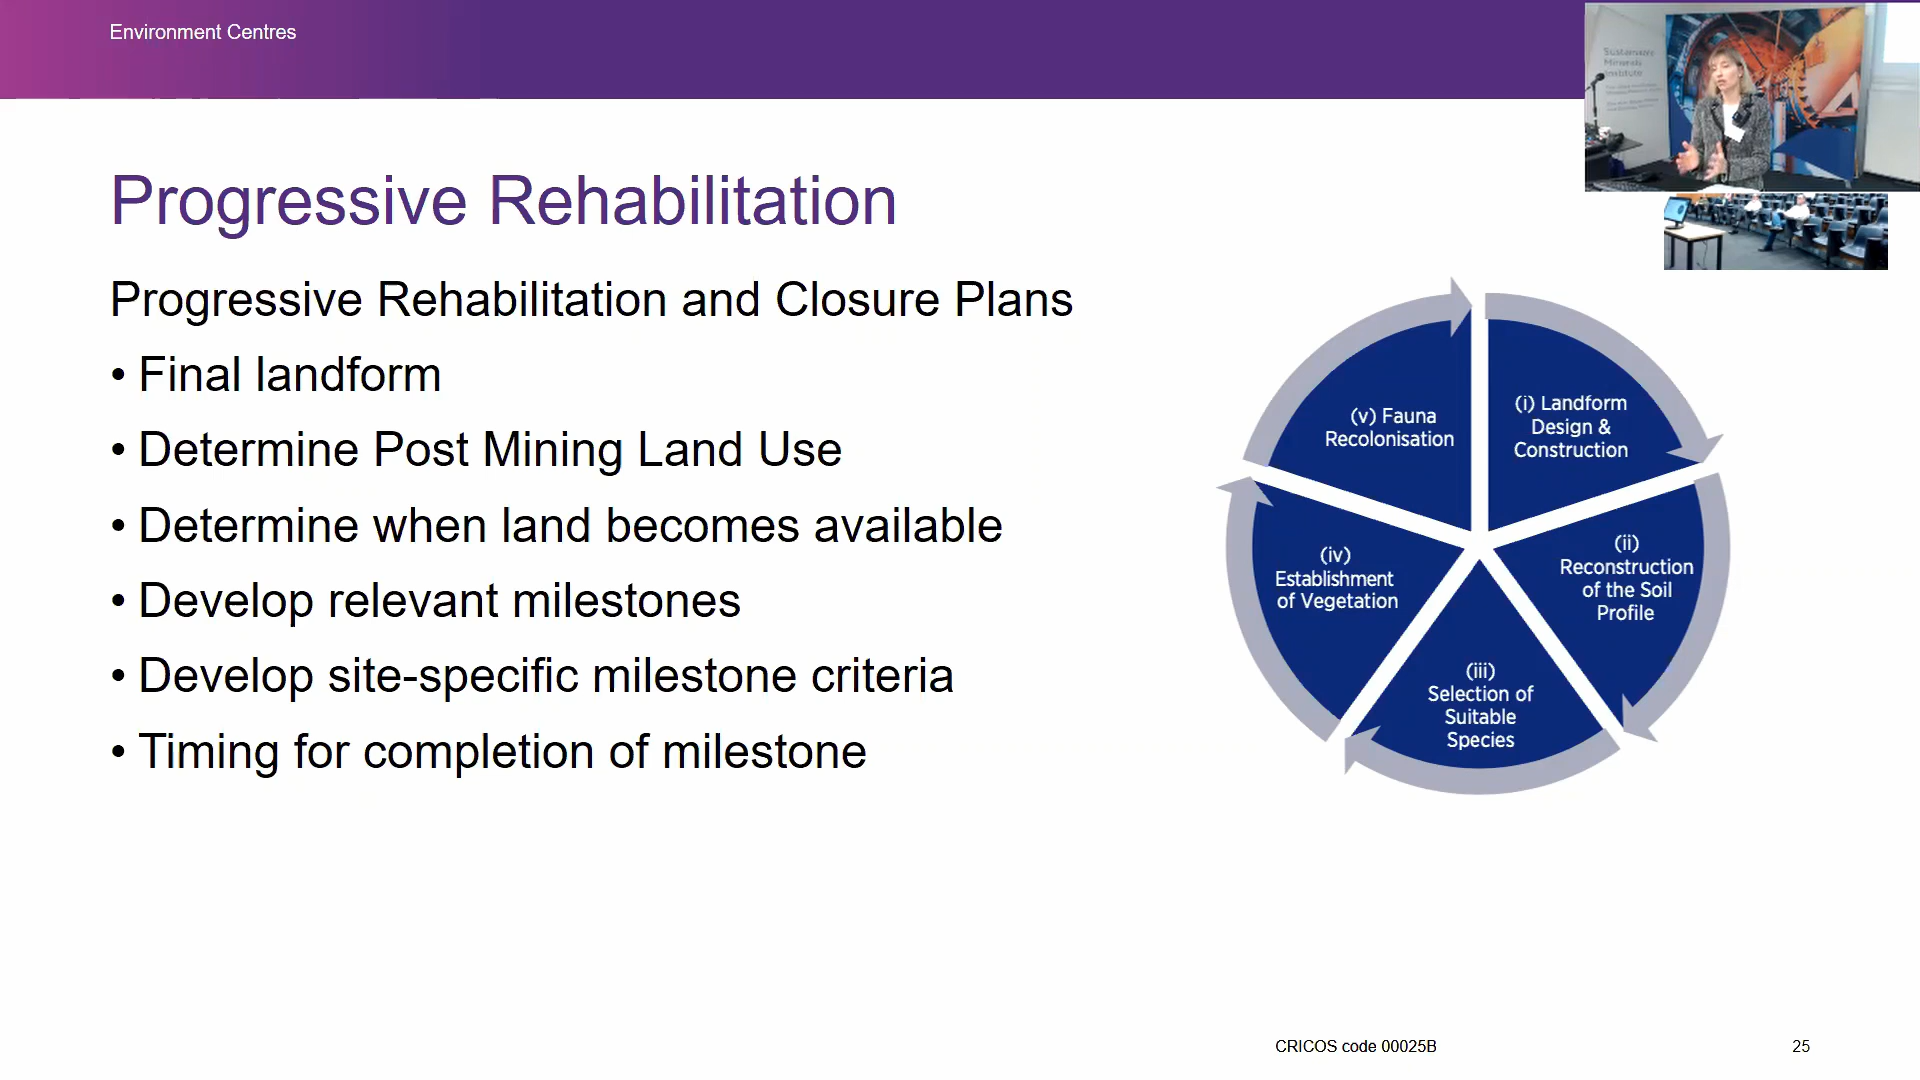 Environment Centres
Sustainable
Minerals
Institute
Progressive Rehabilitation
Progressive Rehabilitation and Closure Plans
• Final landform
• Determine Post Mining Land Use
• Determine when land becomes available
• Develop relevant milestones
• Develop site-specific milestone criteria
• Timing for completion of milestone
(i) Landform
Design &
Construction
(ii)
Reconstruction
of the Soil
Profile
(iii)
Selection of
Suitable
Species
(iv)
Establishment
of Vegetation
(v) Fauna
Recolonisation
CRICOS code 00025B
25